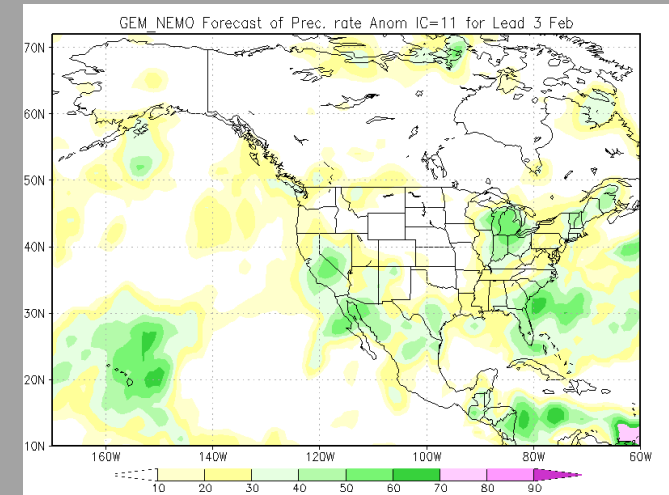 GEM_NEMO Forecast of Prec. rate Anom IC=11 for Lead 3 Feb
70N
60N
50N
40N
30N
20N
10N
160W 140W 120W 100W 80W 60W
10 20 30 40 50 60 70 80 90